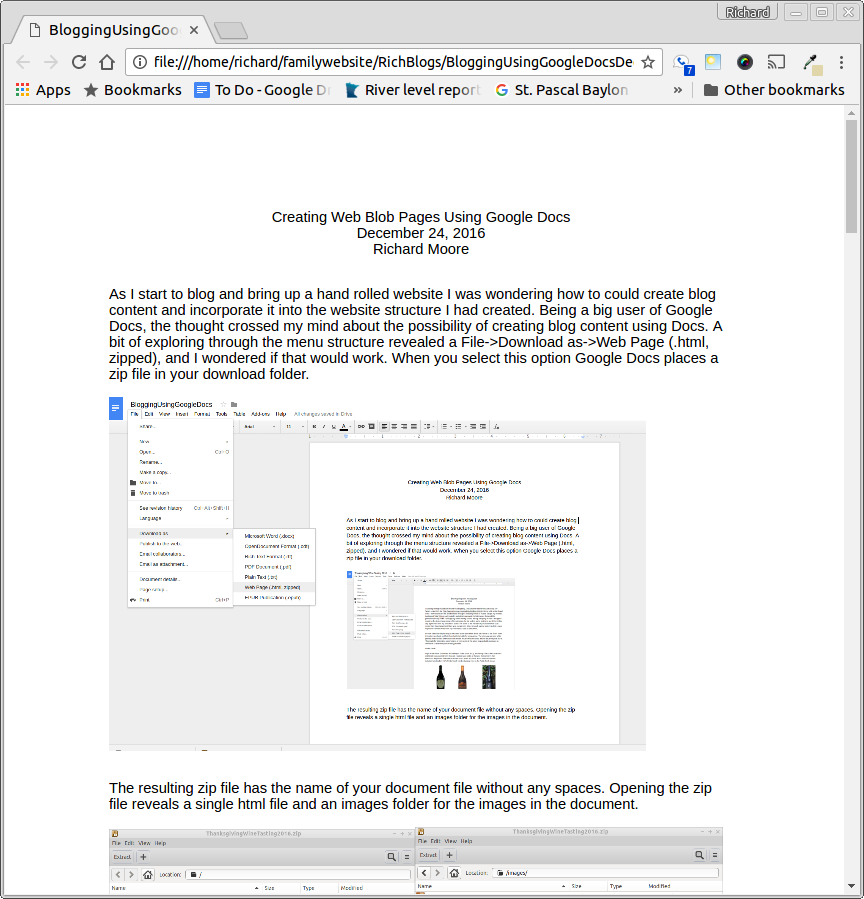 Richard
BloggingUsingGoo
file:///home/richard/familywebsite/RichBlogs/BloggingUsingGoogleDocsDe
7
Apps
Bookmarks
To Do - Google Dr
River level report
St. Pascal Baylon
»
Other bookmarks
Creating Web Blob Pages Using Google Docs
December 24, 2016
Richard Moore
As I start to blog and bring up a hand rolled website I was wondering how to could create blog
content and incorporate it into the website structure I had created. Being a big user of Google
Docs, the thought crossed my mind about the possibility of creating blog content using Docs. A
bit of exploring through the menu structure revealed a File->Download as->Web Page (.html,
zipped), and I wondered if that would work. When you select this option Google Docs places a
zip file in your download folder.
BloggingUsingGoogleDocs
File Edit View Insert Format Tools Table Add-ons Help All changes saved in Drive
Share...
Arial 11 B I U A
New
Open... Ctrl+O
Rename...
Make a copy...
Move to...
Move to trash
See revision history Ctrl+Alt+Shift+H
Language
Download as
Publish to the web...
Email collaborators...
Email as attachment...
Document details...
Page setup...
Print Ctrl+P
Microsoft Word (.docx)
OpenDocument Format (.odt)
Rich Text Format (.rtf)
PDF Document (.pdf)
Plain Text (.txt)
Web Page (.html, zipped)
EPUB Publication (.epub)
Creating Web Blob Pages Using Google Docs
December 24, 2016
Richard Moore
As I start to blog and bring up a hand rolled website I was wondering how to could create blog
content and incorporate it into the website structure I had created. Being a big user of Google
Docs, the thought crossed my mind about the possibility of creating blog content using Docs. A
bit of exploring through the menu structure revealed a File->Download as->Web Page (.html,
zipped), and I wondered if that would work. When you select this option Google Docs places a
zip file in your download folder.
The resulting zip file has the name of your document file without any spaces. Opening the zip
file reveals a single html file and an images folder for the images in the document.
The resulting zip file has the name of your document file without any spaces. Opening the zip
file reveals a single html file and an images folder for the images in the document.
ThanksgivingWineTasting2016.zip
File Edit View Help
Extract +
Location: /
Name Size Type Modified
ThanksgivingWineTasting2016.zip
File Edit View Help
Extract +
Location: /images/
Name Size Type Modified